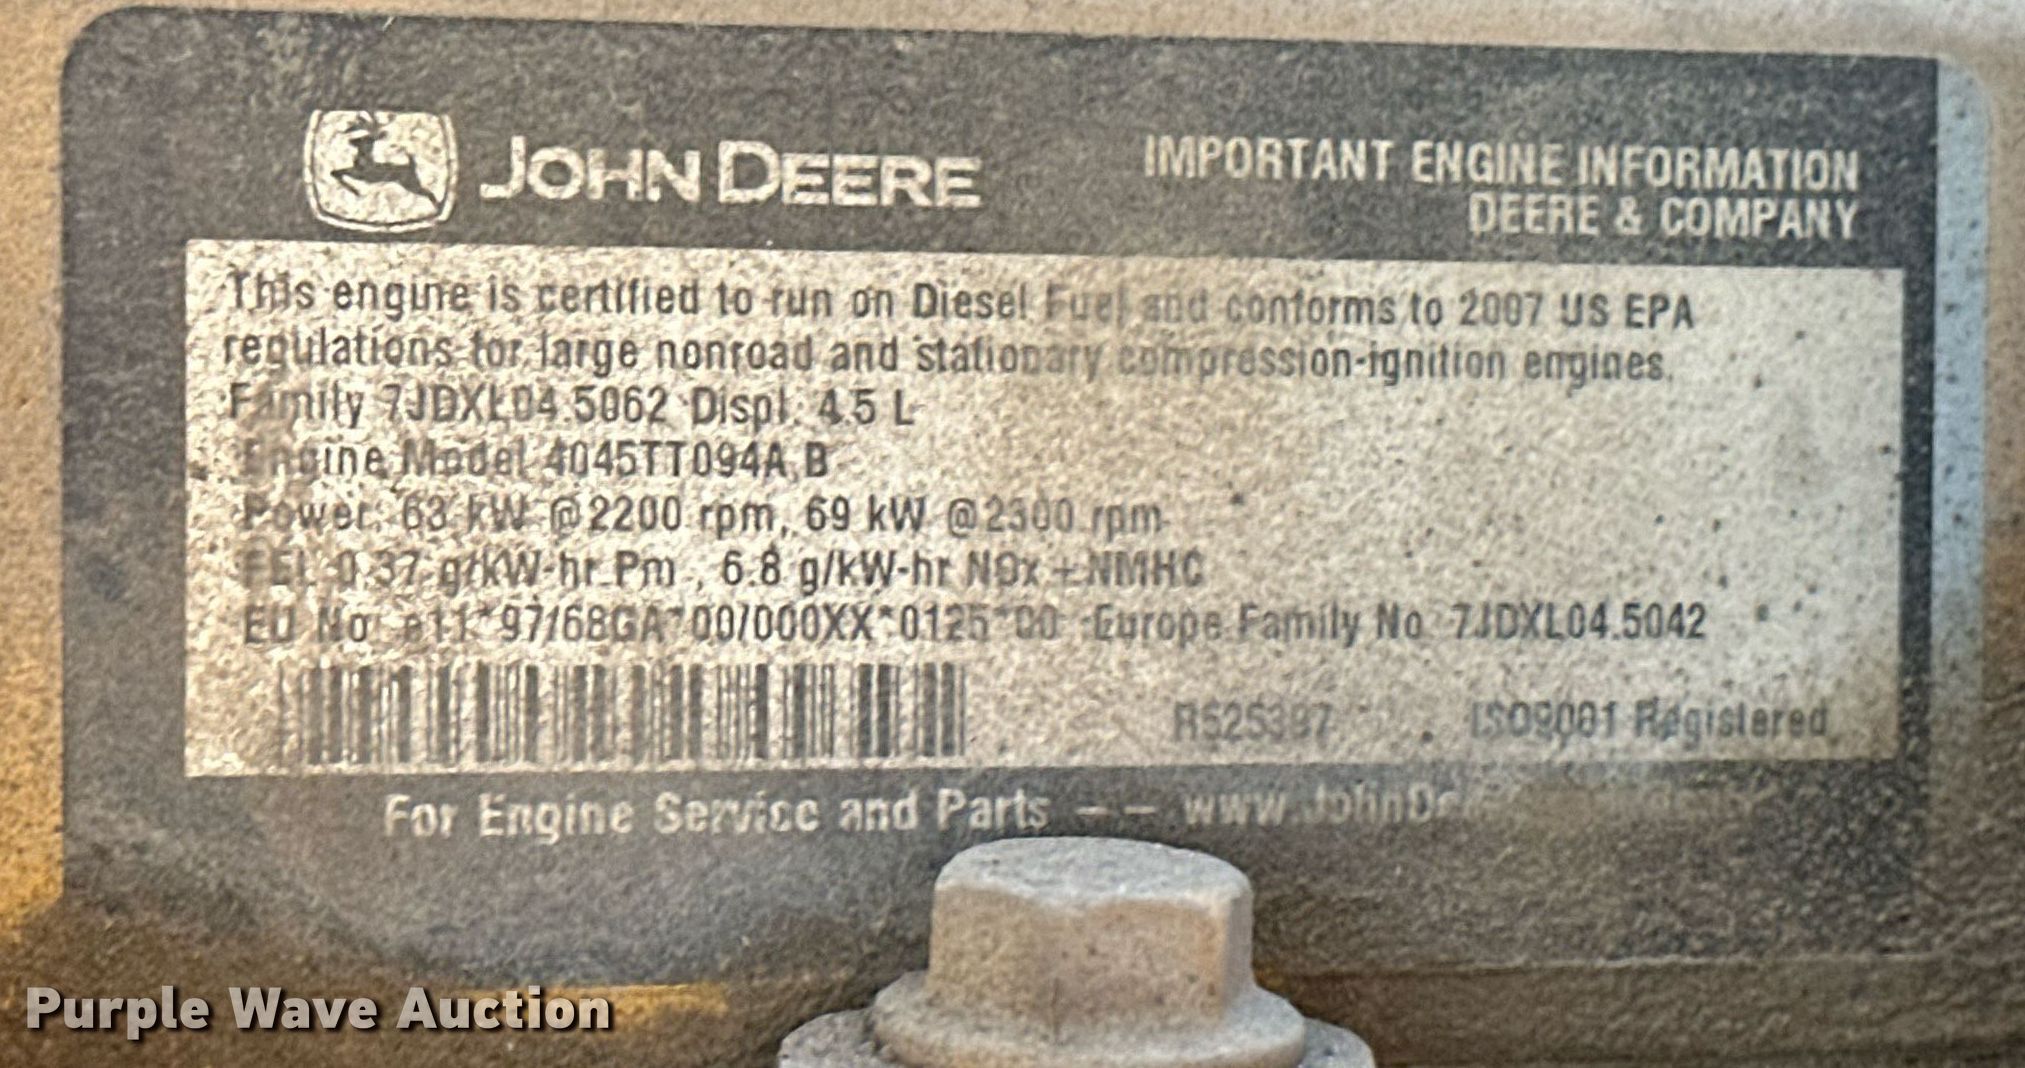 JOHN DEERE
IMPORTANT ENGINE INFORMATION
DEERE & COMPANY
This engine is certified to run on Diesel Fuel and conforms to 2007 US EPA
regulations for large nonroad and stationary compression-ignition engines.
Family 7JDXL04.5062 Displ. 4.5 L
Engine Model 4045TT094A,B
Power: 63 kW @2200 rpm, 69 kW @2300 rpm
FEL 0.37 g/kW-hr Pm , 6.8 g/kW-hr NOx + NMHC
EU No e11*97/68GA*00/000XX*0125*00 Europe Family No 7JDXL04.5042
ISO9001 Registered
For Engine Service and Parts -- www.JohnDe
Purple Wave Auction